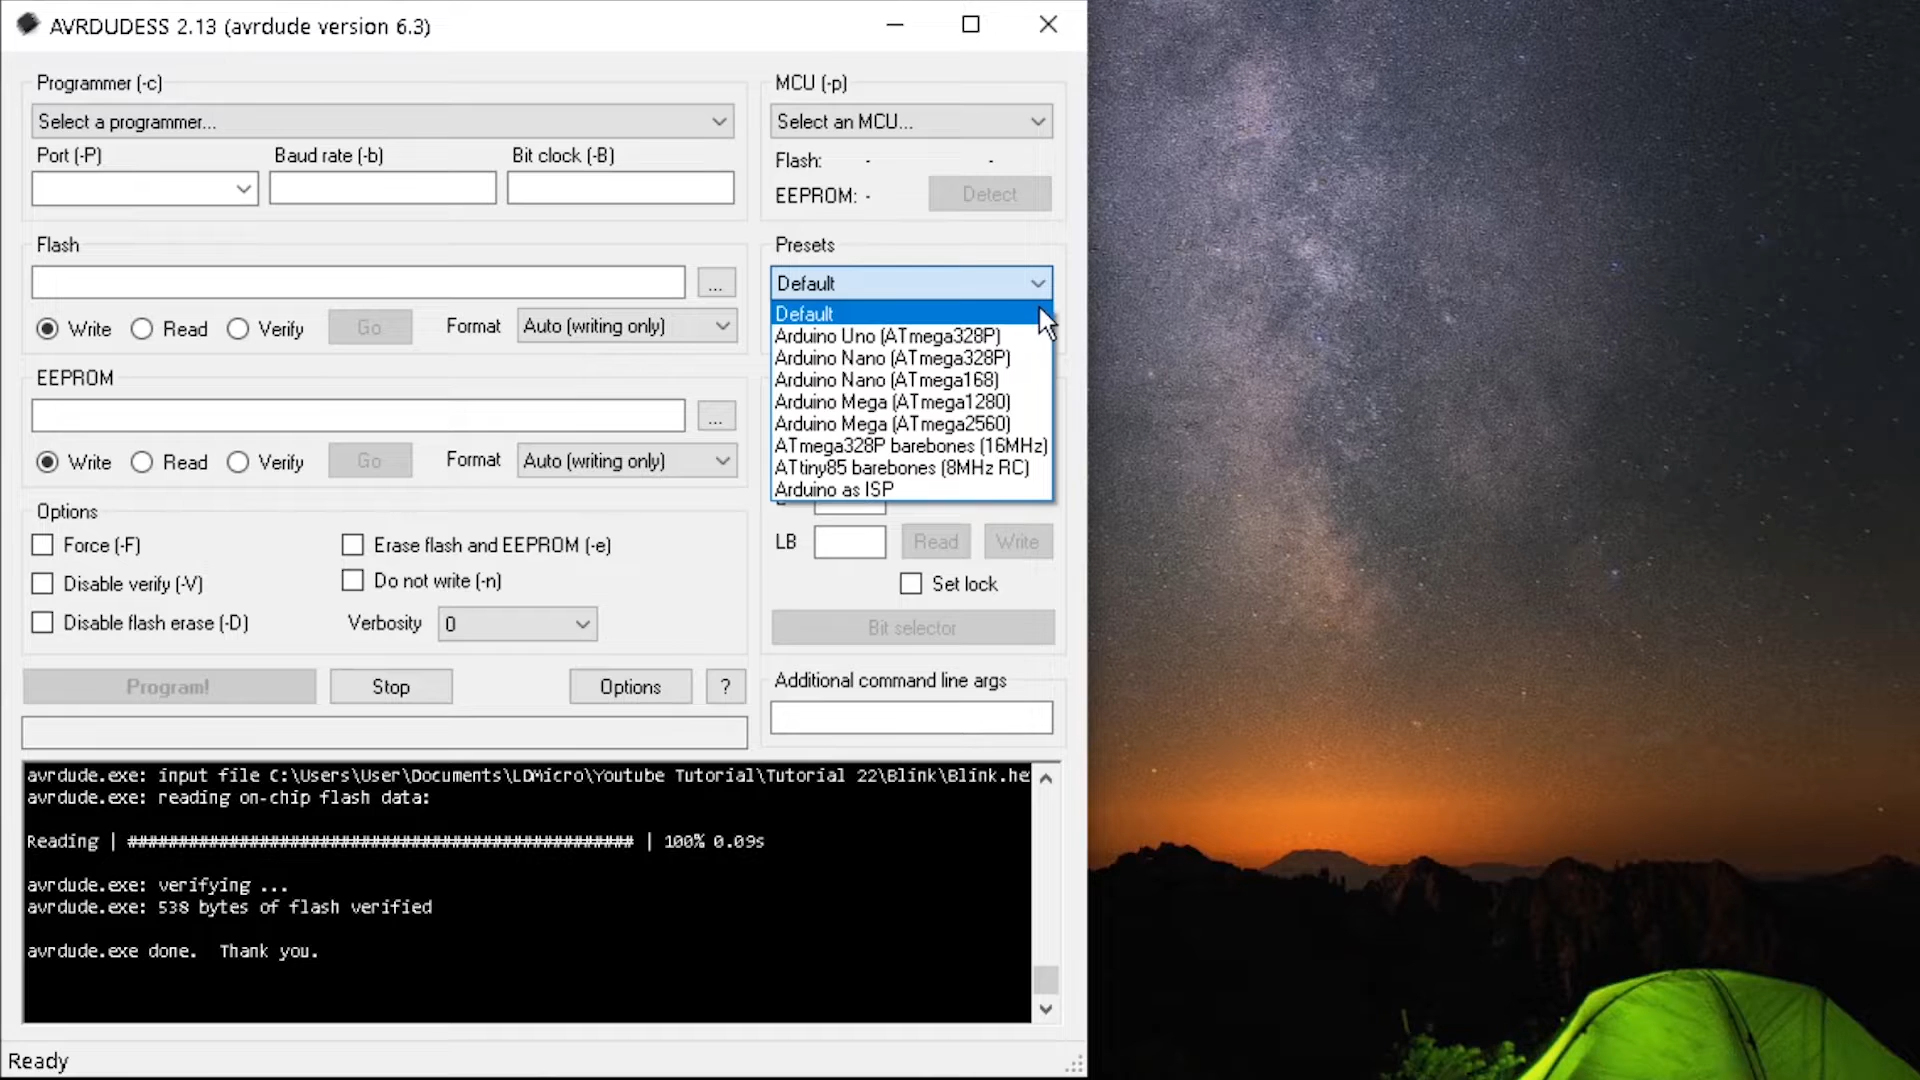 AVRDUDESS 2.13 (avrdude version 6.3)
Programmer (-c)
Select a programmer...
Port (-P)
Baud rate (-b)
Bit clock (-B)
MCU (-p)
Select an MCU...
Flash: - -
EEPROM: -
Detect
Flash
...
Write
Read
Verify
Go
Format
Auto (writing only)
Presets
Default
Default
Arduino Uno (ATmega328P)
Arduino Nano (ATmega328P)
Arduino Nano (ATmega168)
Arduino Mega (ATmega1280)
Arduino Mega (ATmega2560)
ATmega328P barebones (16MHz)
ATtiny85 barebones (8MHz RC)
Arduino as ISP
EEPROM
...
Write
Read
Verify
Go
Format
Auto (writing only)
LB
Read
Write
Set lock
Bit selector
Options
Force (-F)
Erase flash and EEPROM (-e)
Disable verify (-V)
Do not write (-n)
Disable flash erase (-D)
Verbosity
0
Program!
Stop
Options
?
Additional command line args
avrdude.exe: input file C:\Users\User\Documents\LDMicro\Youtube Tutorial\Tutorial 22\Blink\Blink.he
avrdude.exe: reading on-chip flash data:
Reading | ################################################## | 100% 0.09s
avrdude.exe: verifying ...
avrdude.exe: 538 bytes of flash verified
avrdude.exe done.  Thank you.
Ready